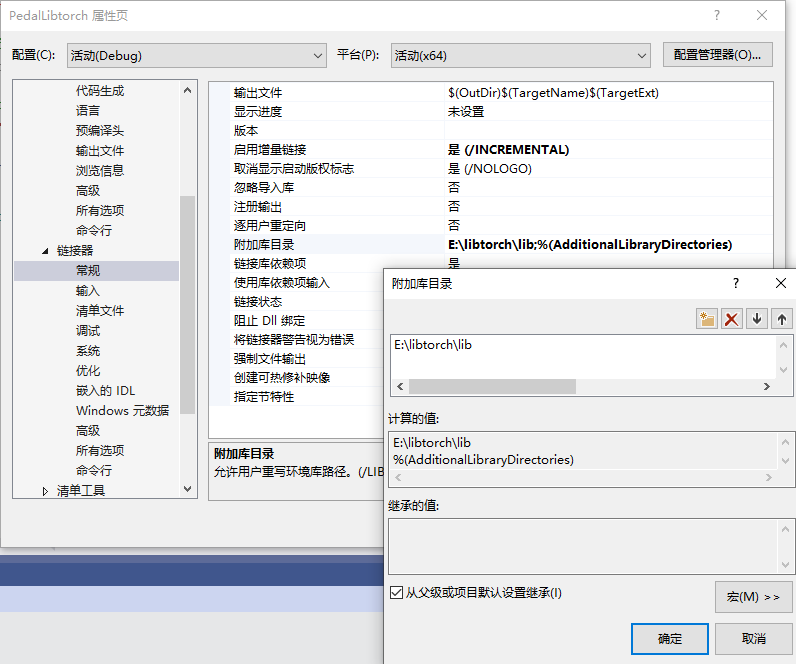 PedalLibtorch 属性页
配置(C):
活动(Debug)
平台(P):
活动(x64)
配置管理器(O)...
代码生成
语言
预编译头
输出文件
浏览信息
高级
所有选项
命令行
链接器
常规
输入
清单文件
调试
系统
优化
嵌入的 IDL
Windows 元数据
高级
所有选项
命令行
清单工具
输出文件 $(OutDir)$(TargetName)$(TargetExt)
显示进度 未设置
版本
启用增量链接 是 (/INCREMENTAL)
取消显示启动版权标志 是 (/NOLOGO)
忽略导入库 否
注册输出 否
逐用户重定向 否
附加库目录 E:\libtorch\lib;%(AdditionalLibraryDirectories)
链接库依赖项 是
使用库依赖项输入
链接状态
阻止 Dll 绑定
将链接器警告视为错误
强制文件输出
创建可热修补映像
指定节特性
附加库目录
允许用户重写环境库路径。(/LIB
附加库目录
E:\libtorch\lib
计算的值:
E:\libtorch\lib
%(AdditionalLibraryDirectories)
继承的值:
从父级或项目默认设置继承(I)
宏(M) >>
确定
取消